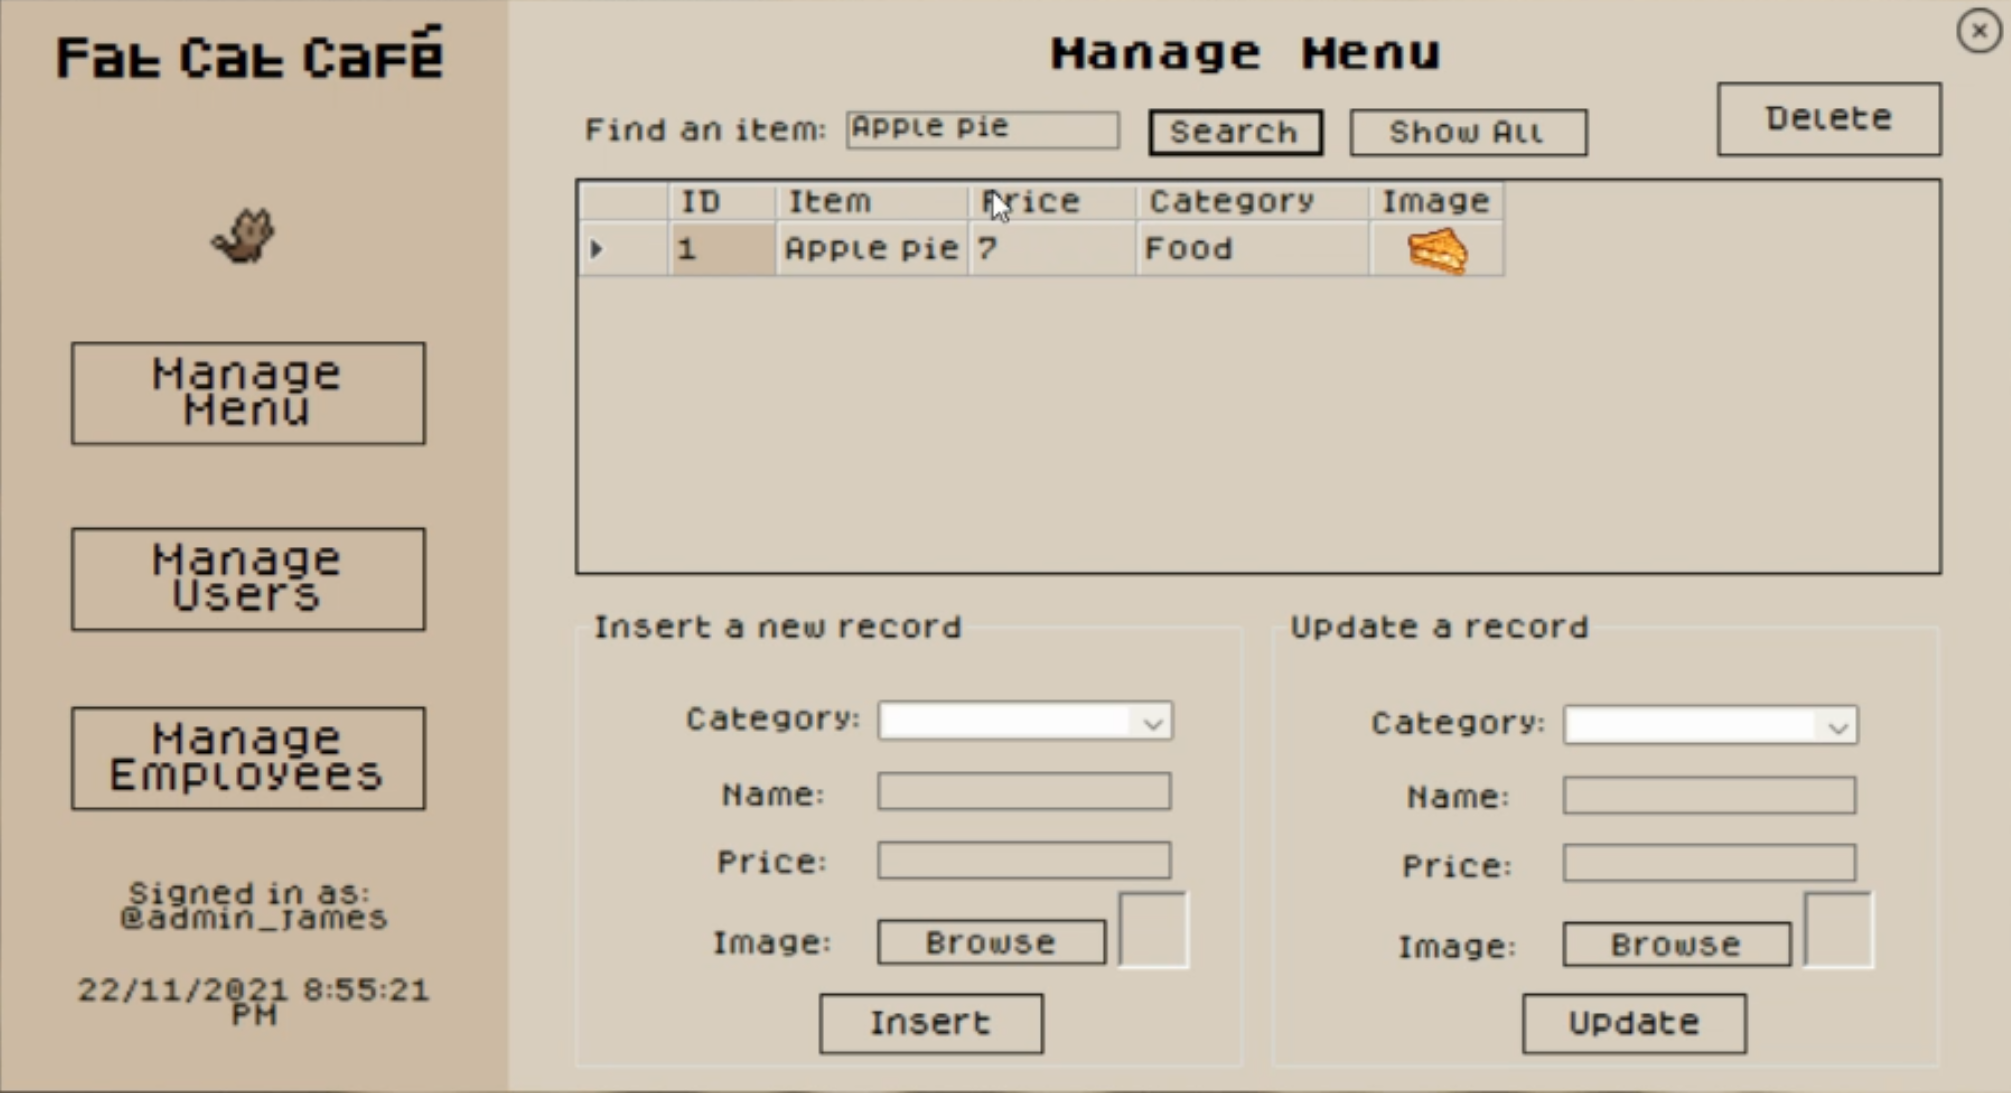 Fat Cat Café
Manage Menu
Find an item: Apple pie Search Show All Delete
ID Item Price Category Image
1 Apple pie 7 Food
Manage
Menu
Manage
Users
Manage
Employees
Signed in as:
@admin_james
22/11/2021 8:55:21
PM
Insert a new record
Category:
Name:
Price:
Image: Browse
Insert
Update a record
Category:
Name:
Price:
Image: Browse
Update